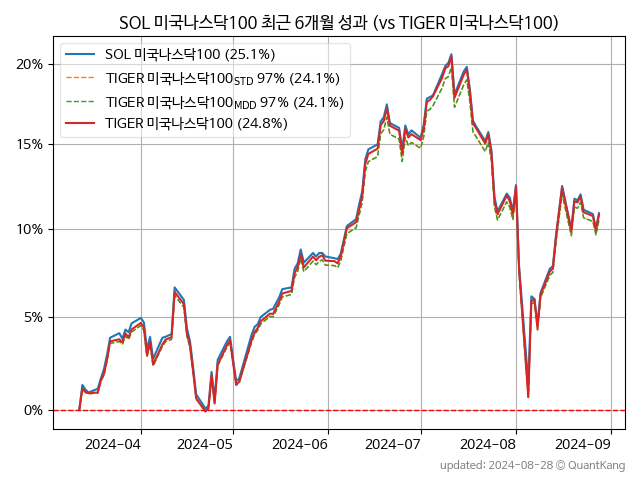 SOL 미국나스닥100 최근 6개월 성과 (vs TIGER 미국나스닥100)
SOL 미국나스닥100 (25.1%)
TIGER 미국나스닥100STD 97% (24.1%)
TIGER 미국나스닥100MDD 97% (24.1%)
TIGER 미국나스닥100 (24.8%)
20%
15%
10%
5%
0%
2024-04 2024-05 2024-06 2024-07 2024-08 2024-09
updated: 2024-08-28 © QuantKang